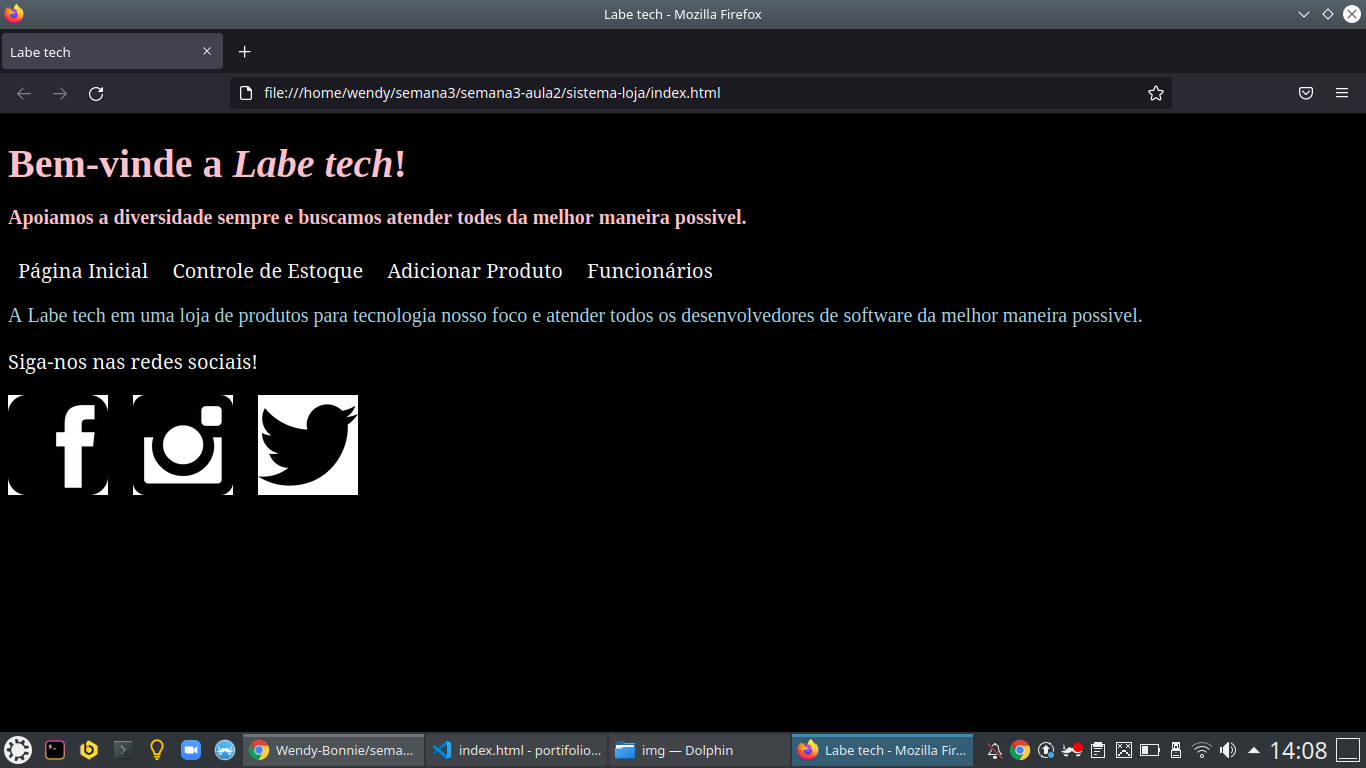 Labe tech - Mozilla Firefox
Labe tech
file:///home/wendy/semana3/semana3-aula2/sistema-loja/index.html
Bem-vinde a Labe tech!
Apoiamos a diversidade sempre e buscamos atender todes da melhor maneira possivel.
Página Inicial Controle de Estoque Adicionar Produto Funcionários
A Labe tech em uma loja de produtos para tecnologia nosso foco e atender todos os desenvolvedores de software da melhor maneira possivel.
Siga-nos nas redes sociais!
Wendy-Bonnie/sema... index.html - portifolio... img — Dolphin Labe tech - Mozilla Fir... 14:08